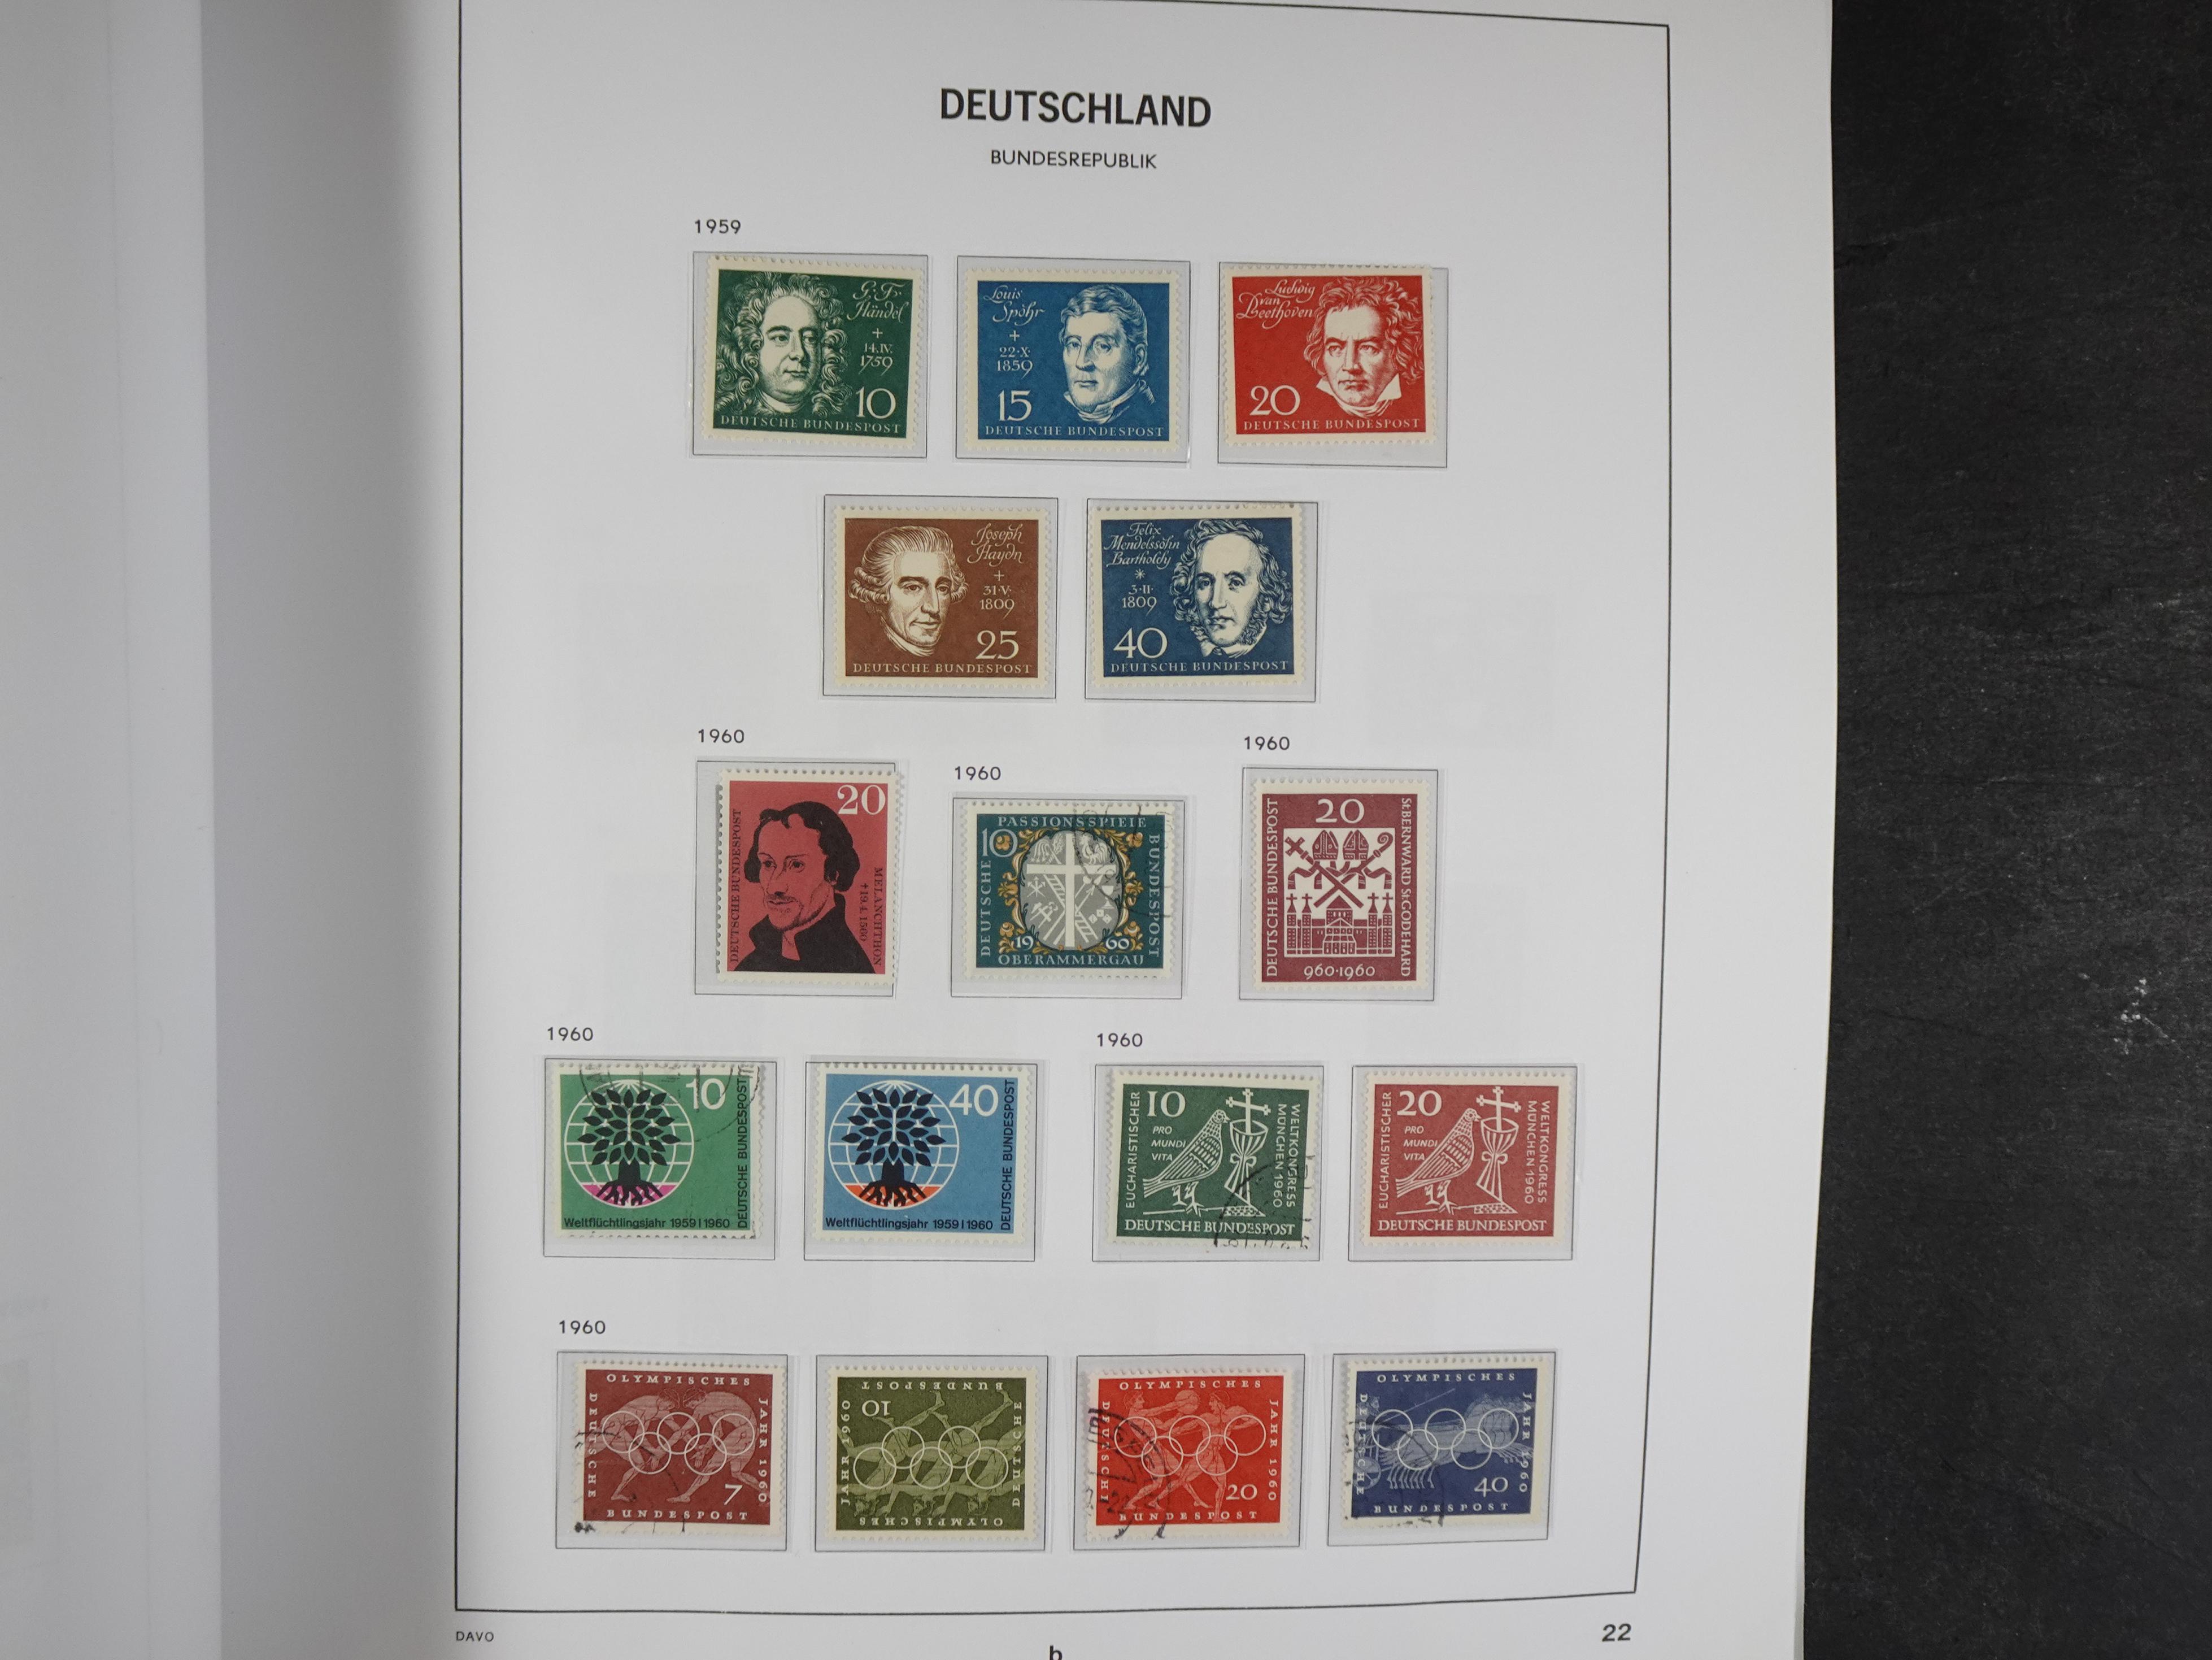 DEUTSCHLAND
BUNDESREPUBLIK
1959
G·F·
Händel
+
14.IV.
1759
10
DEUTSCHE BUNDESPOST
Louis
Spohr
+
22·X·
1859
15
DEUTSCHE BUNDESPOST
Ludwig
van
Beethoven
20
DEUTSCHE BUNDESPOST
Joseph
Haydn
+
31·V·
1809
25
DEUTSCHE BUNDESPOST
Felix
Mendelssohn
Bartholdy
*
3·II·
1809
40
DEUTSCHE BUNDESPOST
1960
20
DEUTSCHE BUNDESPOST
MELANCHTHON
†19.4.1560
1960
PASSIONSSPIELE
10
DEUTSCHE
BUNDESPOST
19 60
OBERAMMERGAU
1960
20
DEUTSCHE BUNDESPOST
St.BERNWARD St.GODEHARD
960·1960
1960
10
DEUTSCHE BUNDESPOST
Weltflüchtlingsjahr 1959|1960
40
DEUTSCHE BUNDESPOST
Weltflüchtlingsjahr 1959|1960
1960
10
PRO
MUNDI
VITA
EUCHARISTISCHER
WELTKONGRESS
MÜNCHEN 1960
DEUTSCHE BUNDESPOST
20
PRO
MUNDI
VITA
EUCHARISTISCHER
WELTKONGRESS
MÜNCHEN 1960
DEUTSCHE BUNDESPOST
1960
OLYMPISCHES
JAHR 1960
DEUTSCHE
7
BUNDESPOST
BUNDESPOST
10
JAHR 1960
DEUTSCHE
OLYMPISCHES
OLYMPISCHES
JAHR 1960
DEUTSCHE
20
BUNDESPOST
OLYMPISCHES
JAHR 1960
DEUTSCHE
40
BUNDESPOST
DAVO
b
22